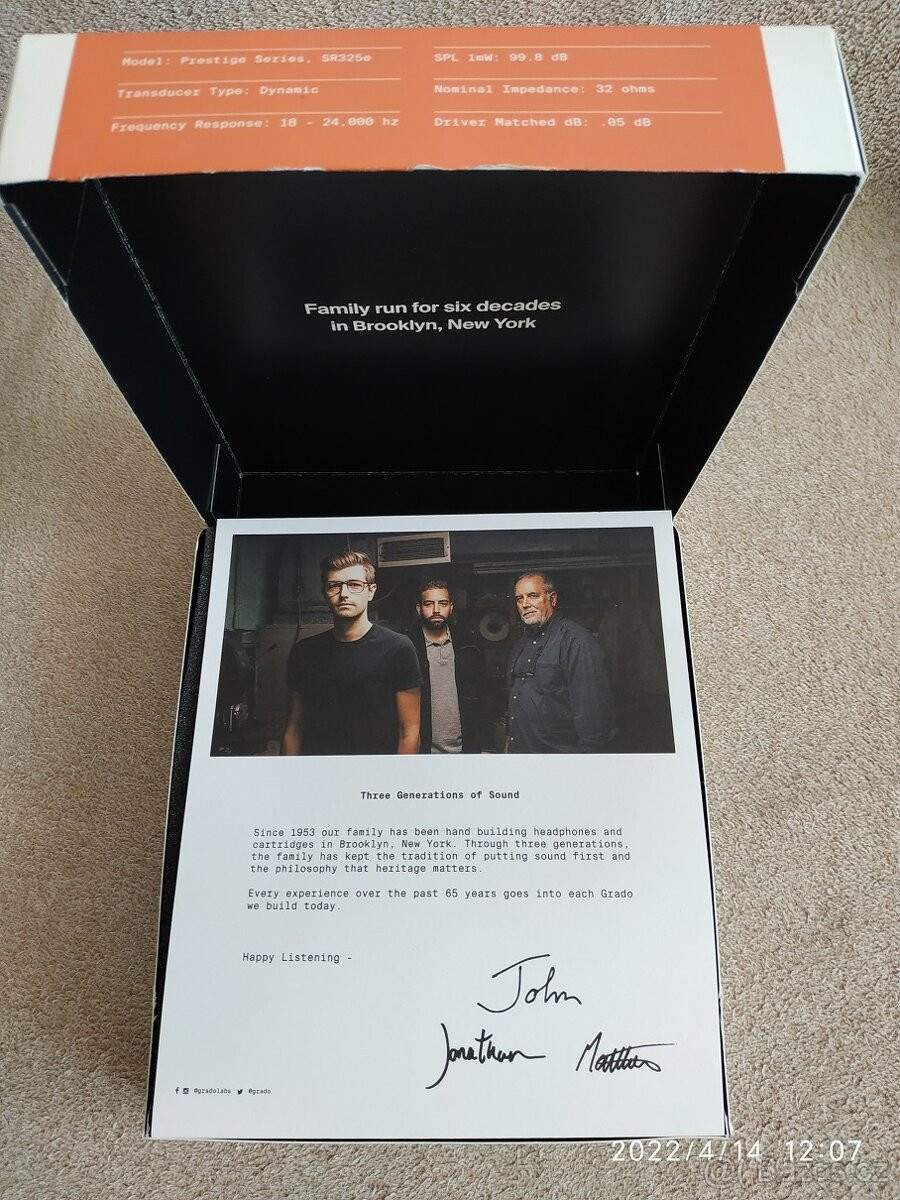 Model: Prestige Series, SR325e
Transducer Type: Dynamic
Frequency Response: 18 - 24,000 hz
SPL 1mW: 99.8 dB
Nominal Impedance: 32 ohms
Driver Matched dB: .05 dB
Family run for six decades
in Brooklyn, New York
Three Generations of Sound
Since 1953 our family has been hand building headphones and
cartridges in Brooklyn, New York. Through three generations,
the family has kept the tradition of putting sound first and
the philosophy that heritage matters.
Every experience over the past 65 years goes into each Grado
we build today.
Happy Listening -
John
Jonathan
@gradolabs @grado
2022/4/14 12:07